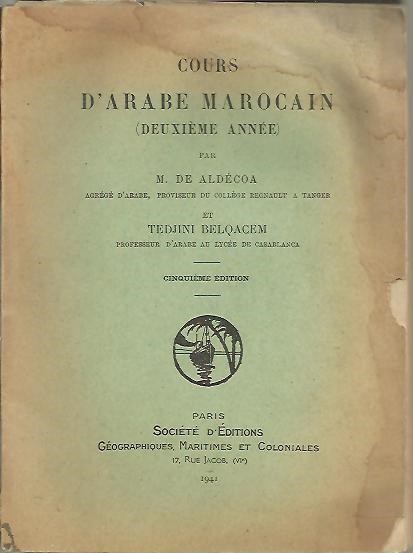 COURS
D'ARABE MAROCAIN
(DEUXIÈME ANNÉE)
PAR
M. DE ALDÉCOA
AGRÉGÉ D'ARABE, PROVISEUR DU COLLÈGE REGNAULT A TANGER
ET
TEDJINI BELQACEM
PROFESSEUR D'ARABE AU LYCÉE DE CASABLANCA
CINQUIÈME ÉDITION
PARIS
SOCIÉTÉ D'ÉDITIONS
GÉOGRAPHIQUES, MARITIMES ET COLONIALES
17, RUE JACOB, (VIe)
1941